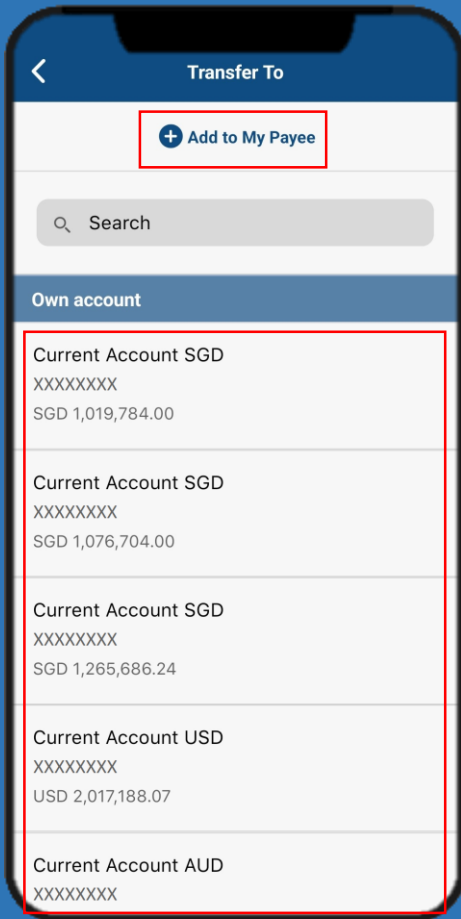 Transfer To
Add to My Payee
Search
Own account
Current Account SGD
XXXXXXXX
SGD 1,019,784.00
Current Account SGD
XXXXXXXX
SGD 1,076,704.00
Current Account SGD
XXXXXXXX
SGD 1,265,686.24
Current Account USD
XXXXXXXX
USD 2,017,188.07
Current Account AUD
XXXXXXXX